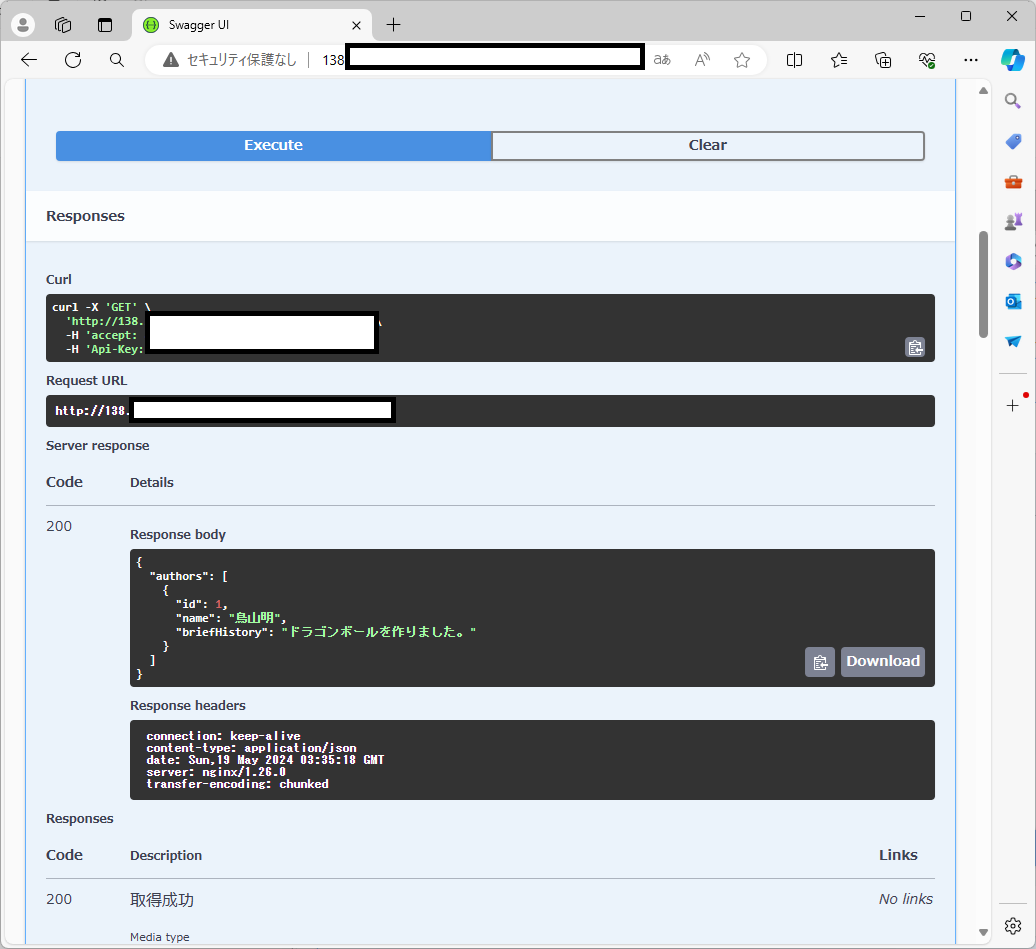 Swagger UI
セキュリティ保護なし 138
Execute Clear
Responses
Curl
curl -X 'GET' \
'http://138. \
-H 'accept:
-H 'Api-Key:
Request URL
http://138.
Server response
Code Details
200
Response body
{
"authors": [
{
"id": 1,
"name": "鳥山明",
"briefHistory": "ドラゴンボールを作りました。"
}
]
}
Download
Response headers
connection: keep-alive
content-type: application/json
date: Sun,19 May 2024 03:35:18 GMT
server: nginx/1.26.0
transfer-encoding: chunked
Responses
Code Description Links
200 取得成功 No links
Media type